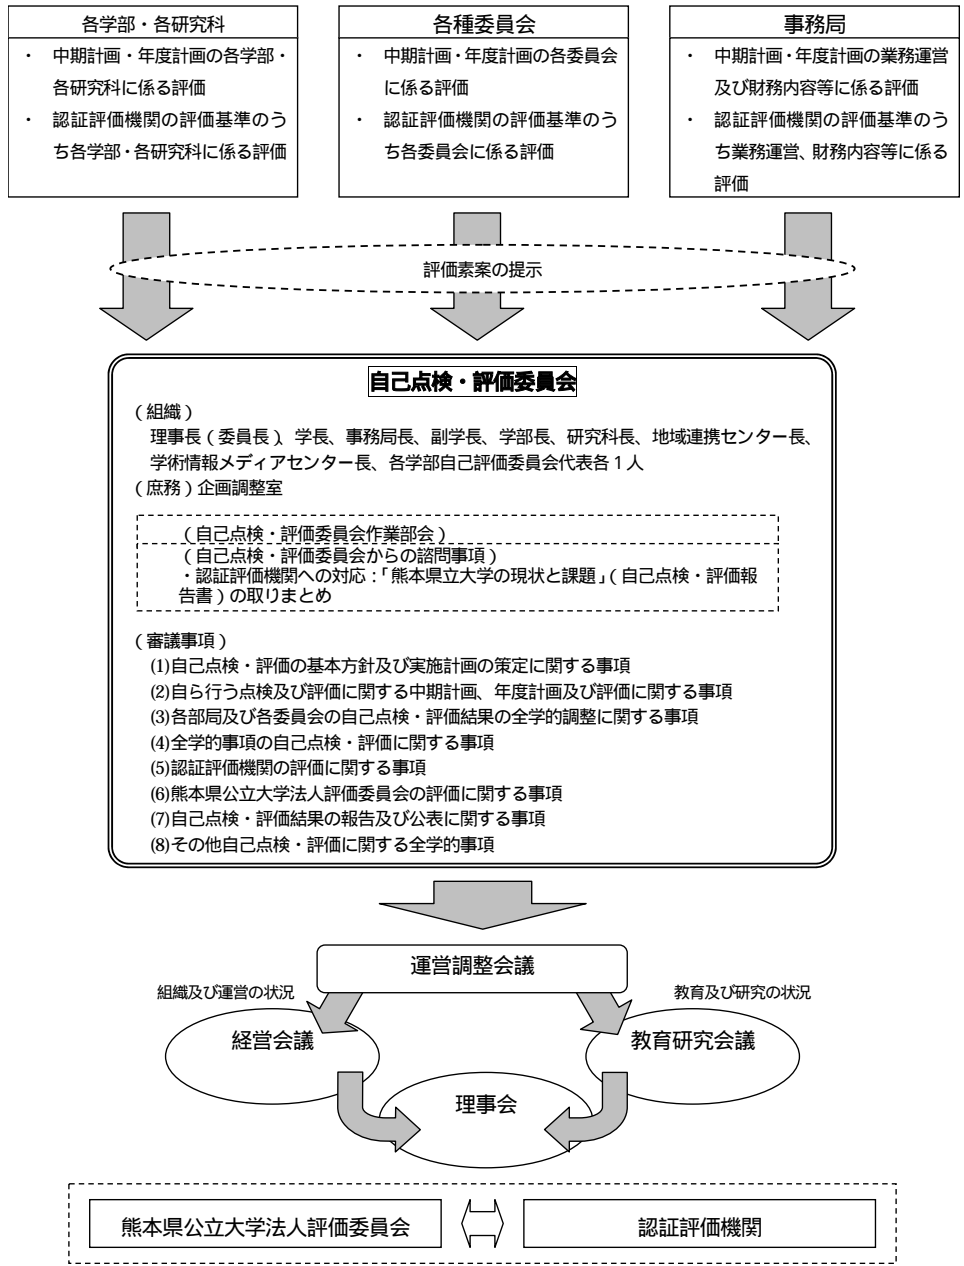 各学部・各研究科
・ 中期計画・年度計画の各学部・
各研究科に係る評価
・ 認証評価機関の評価基準のう
ち各学部・各研究科に係る評価
各種委員会
・ 中期計画・年度計画の各委員会
に係る評価
・ 認証評価機関の評価基準のう
ち各委員会に係る評価
事務局
・ 中期計画・年度計画の業務運営
及び財務内容等に係る評価
・ 認証評価機関の評価基準のう
ち業務運営、財務内容等に係る
評価
評価素案の提示
自己点検・評価委員会
（組織）
理事長（委員長）、学長、事務局長、副学長、学部長、研究科長、地域連携センター長、
学術情報メディアセンター長、各学部自己評価委員会代表各１人
（庶務）企画調整室
（自己点検・評価委員会作業部会）
（自己点検・評価委員会からの諮問事項）
・認証評価機関への対応：「熊本県立大学の現状と課題」（自己点検・評価報
告書）の取りまとめ
（審議事項）
(1)自己点検・評価の基本方針及び実施計画の策定に関する事項
(2)自ら行う点検及び評価に関する中期計画、年度計画及び評価に関する事項
(3)各部局及び各委員会の自己点検・評価結果の全学的調整に関する事項
(4)全学的事項の自己点検・評価に関する事項
(5)認証評価機関の評価に関する事項
(6)熊本県公立大学法人評価委員会の評価に関する事項
(7)自己点検・評価結果の報告及び公表に関する事項
(8)その他自己点検・評価に関する全学的事項
運営調整会議
組織及び運営の状況
教育及び研究の状況
経営会議
教育研究会議
理事会
熊本県公立大学法人評価委員会
認証評価機関